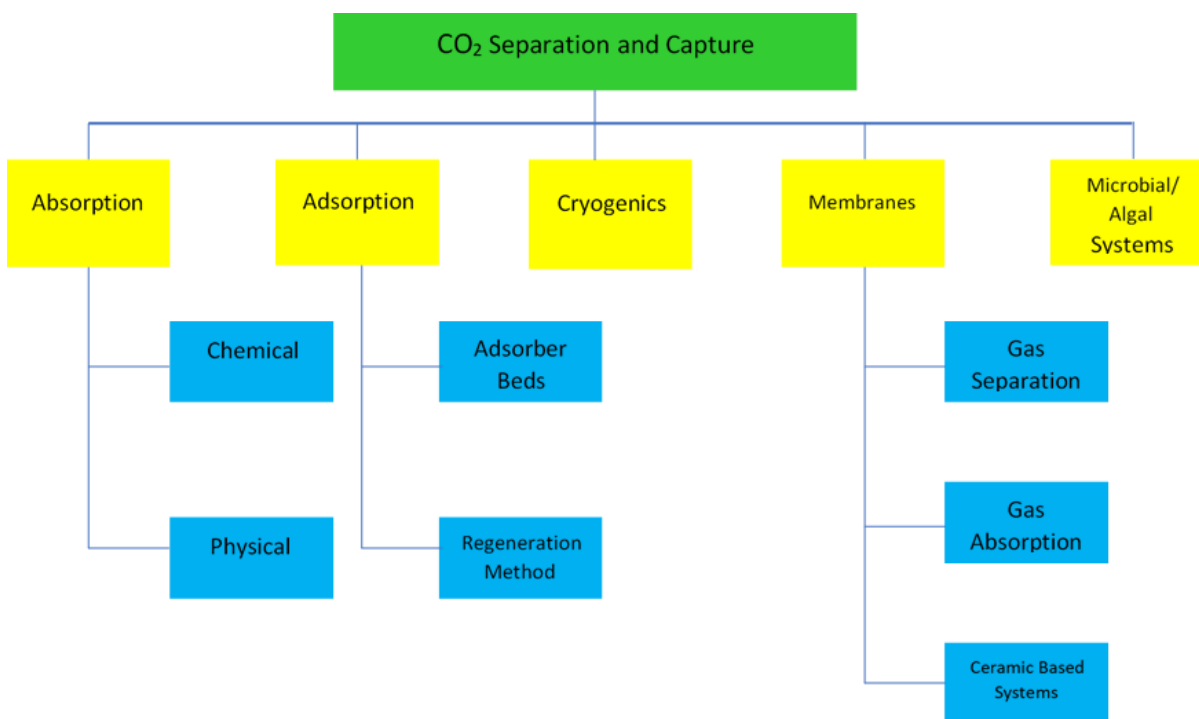 CO₂ Separation and Capture
Absorption
Adsorption
Cryogenics
Membranes
Microbial/
Algal
Systems
Chemical
Adsorber
Beds
Gas
Separation
Physical
Regeneration
Method
Gas
Absorption
Ceramic Based
Systems